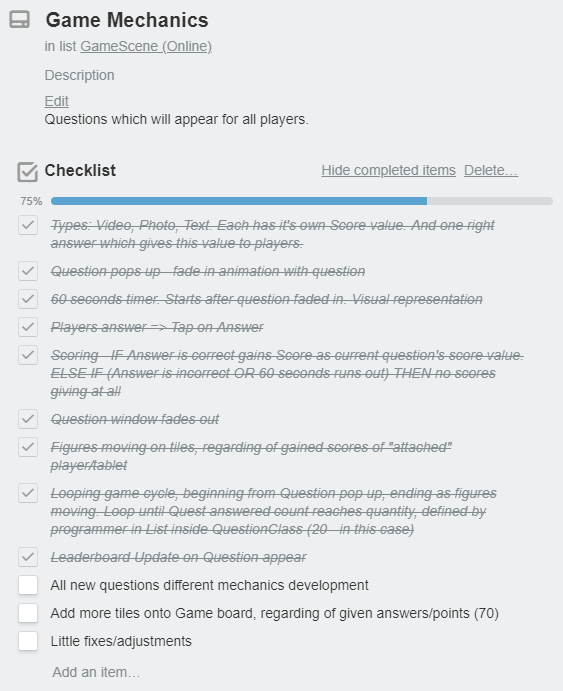 Game Mechanics
in list GameScene (Online)
Description
Edit
Questions which will appear for all players.
Checklist Hide completed items Delete...
75%
Types: Video, Photo, Text. Each has it's own Score value. And one right
answer which gives this value to players.
Question pops up - fade in animation with question
60 seconds timer. Starts after question faded in. Visual representation
Players answer => Tap on Answer
Scoring - IF Answer is correct gains Score as current question's score value.
ELSE IF (Answer is incorrect OR 60 seconds runs out) THEN no scores
giving at all
Question window fades out
Figures moving on tiles, regarding of gained scores of "attached"
player/tablet
Looping game cycle, beginning from Question pop up, ending as figures
moving. Loop until Quest answered count reaches quantity, defined by
programmer in List inside QuestionClass (20 - in this case)
Leaderboard Update on Question appear
All new questions different mechanics development
Add more tiles onto Game board, regarding of given answers/points (70)
Little fixes/adjustments
Add an item...